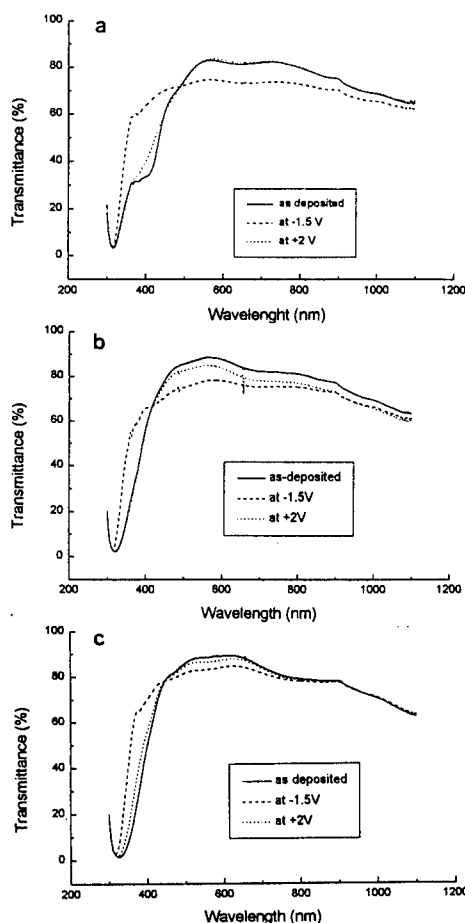 a
100
80
60
40
20
0
Transmittance (%)
as deposited
at -1.5 V
at +2 V
200 400 600 800 1000 1200
Wavelenght (nm)
b
100
80
60
40
20
0
Transmittance (%)
as-deposited
at -1.5V
at +2V
200 400 600 800 1000 1200
Wavelength (nm)
c
100
80
60
40
20
0
Transmittance (%)
as deposited
at -1.5V
at +2V
200 400 600 800 1000 1200
Wavelength (nm)